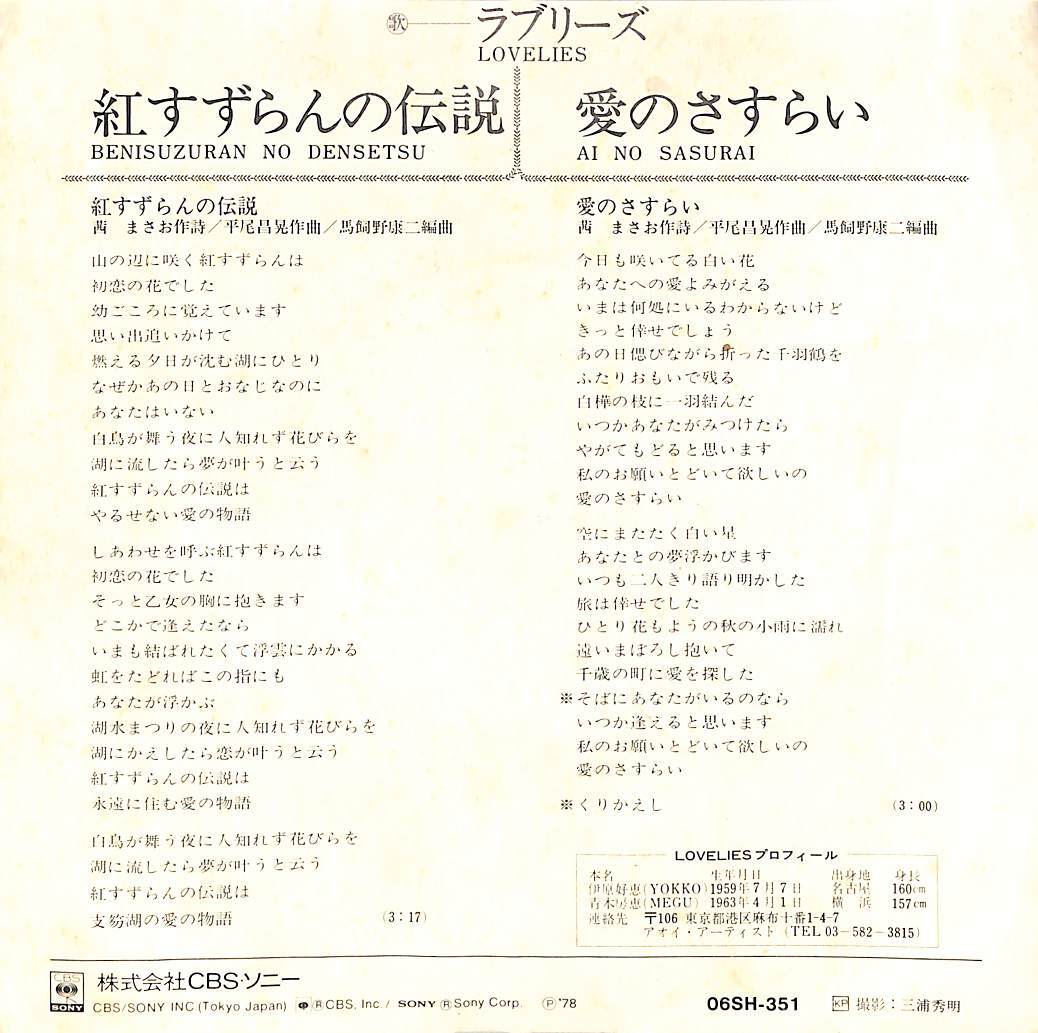 歌 ラブリーズ
LOVELIES
紅すずらんの伝説
BENISUZURAN NO DENSETSU
紅すずらんの伝説
茜 まさお作詩／平尾昌晃作曲／馬飼野康二編曲
山の辺に咲く紅すずらんは
初恋の花でした
幼ごころに覚えています
思い出追いかけて
燃える夕日が沈む湖にひとり
なぜかあの日とおなじなのに
あなたはいない
白鳥が舞う夜に人知れず花びらを
湖に流したら夢が叶うと云う
紅すずらんの伝説は
やるせない愛の物語
しあわせを呼ぶ紅すずらんは
初恋の花でした
そっと乙女の胸に抱きます
どこかで逢えたなら
いまも結ばれたくて浮雲にかかる
虹をたどればこの指にも
あなたが浮かぶ
湖水まつりの夜に人知れず花びらを
湖にかえしたら恋が叶うと云う
紅すずらんの伝説は
永遠に住む愛の物語
白鳥が舞う夜に人知れず花びらを
湖に流したら夢が叶うと云う
紅すずらんの伝説は
支笏湖の愛の物語 (3：17)
愛のさすらい
AI NO SASURAI
愛のさすらい
茜 まさお作詩／平尾昌晃作曲／馬飼野康二編曲
今日も咲いてる白い花
あなたへの愛よみがえる
いまは何処にいるわからないけど
きっと倖せでしょう
あの日偲びながら折った千羽鶴を
ふたりおもいで残る
白樺の枝に一羽結んだ
いつかあなたがみつけたら
やがてもどると思います
私のお願いとどいて欲しいの
愛のさすらい
空にまたたく白い星
あなたとの夢浮かびます
いつも二人きり語り明かした
旅は倖せでした
ひとり花もようの秋の小雨に濡れ
遠いまぼろし抱いて
千歳の町に愛を探した
※そばにあなたがいるのなら
いつか逢えると思います
私のお願いとどいて欲しいの
愛のさすらい
※くりかえし (3：00)
LOVELIESプロフィール
本名 生年月日 出身地 身長
伊原好恵(YOKKO) 1959年7月7日 名古屋 160cm
青木房恵(MEGU) 1963年4月1日 横浜 157cm
連絡先 〒106 東京都港区麻布十番1-4-7
アオイ・アーティスト (TEL 03-582-3815)
CBS SONY 株式会社CBS・ソニー
CBS/SONY INC (Tokyo Japan) ®CBS, Inc. / SONY ®Sony Corp. Ⓟ'78 06SH-351 KP 撮影：三浦秀明